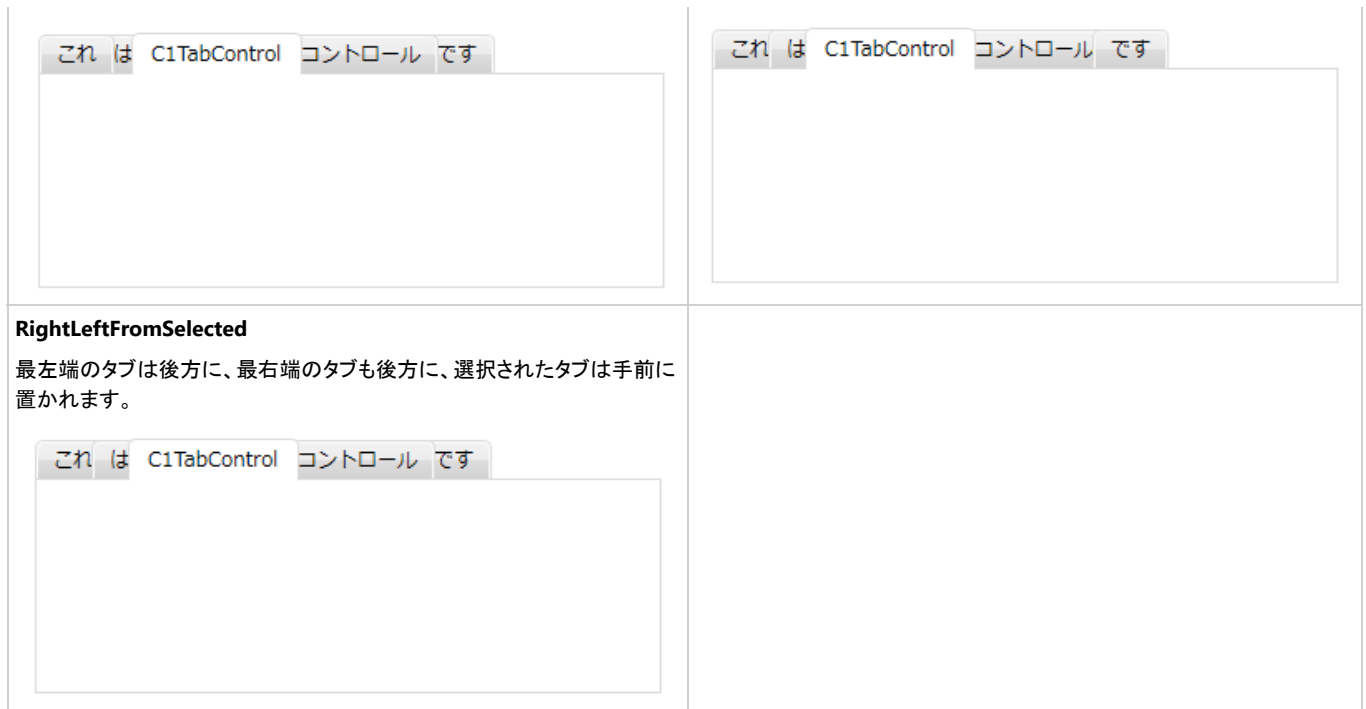 これ は C1TabControl コントロール です
これ は C1TabControl コントロール です
RightLeftFromSelected
最左端のタブは後方に、最右端のタブも後方に、選択されたタブは手前に
置かれます。
これ は C1TabControl コントロール です